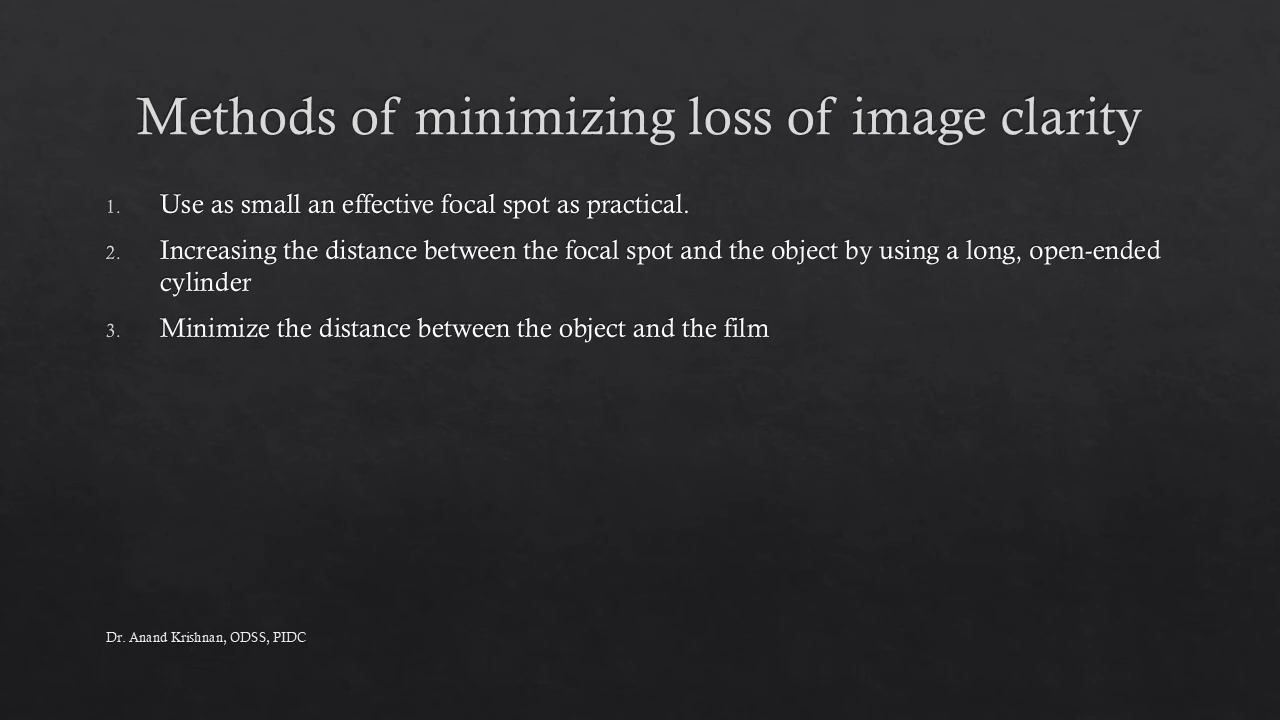 Methods of minimizing loss of image clarity
1. Use as small an effective focal spot as practical.
2. Increasing the distance between the focal spot and the object by using a long, open-ended
cylinder
3. Minimize the distance between the object and the film
Dr. Anand Krishnan, ODSS, PIDC